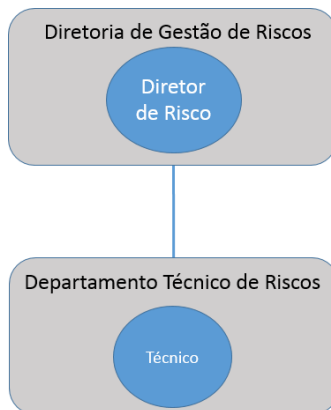 Diretoria de Gestão de Riscos
Diretor
de Risco
Departamento Técnico de Riscos
Técnico